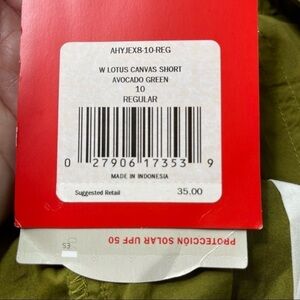 AHYJEX8-10-REG
W LOTUS CANVAS SHORT
AVOCADO GREEN
10
REGULAR
0 27906 17353 9
MADE IN INDONESIA
Suggested Retail 35.00
PROTECCIÓN SOLAR UPF 50